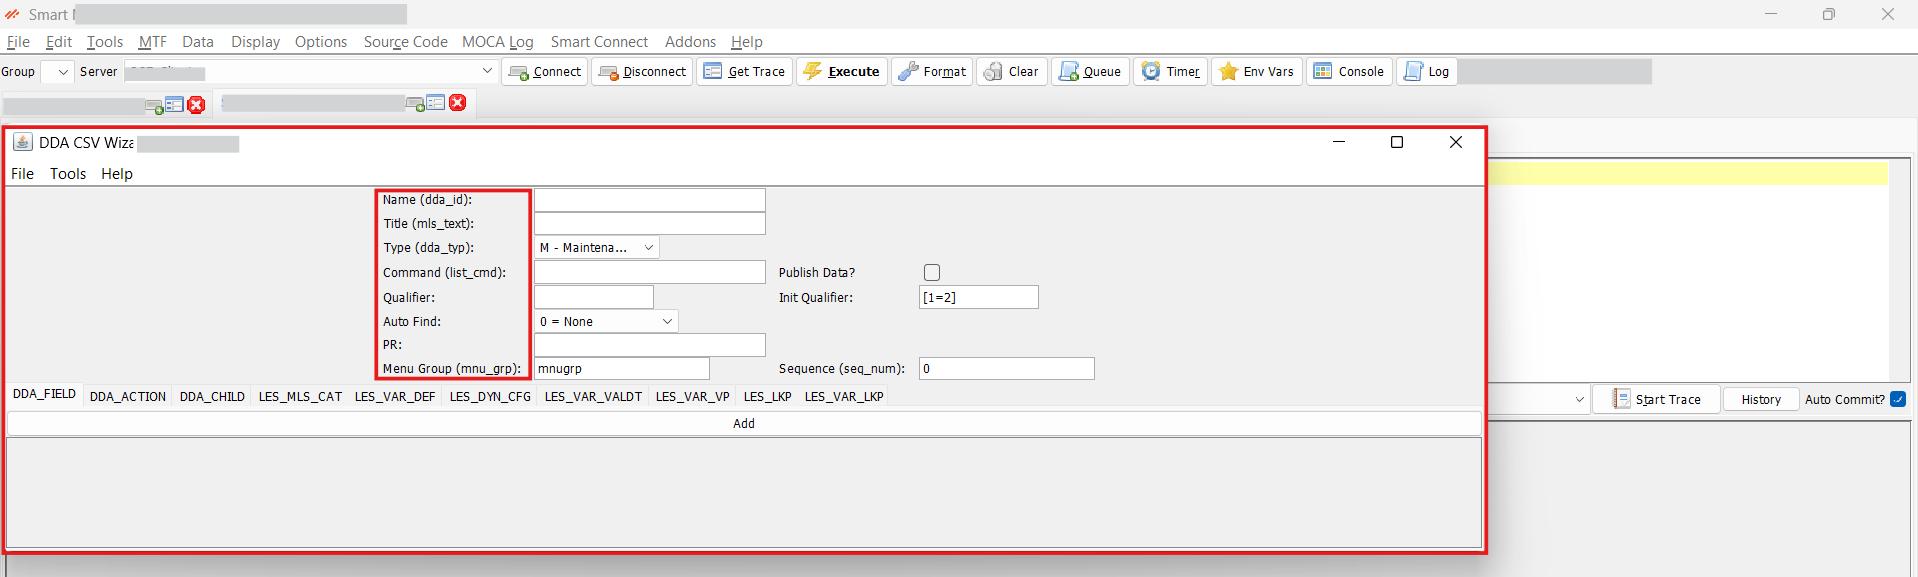 Smart
File Edit Tools MTF Data Display Options Source Code MOCA Log Smart Connect Addons Help
Group Server Connect Disconnect Get Trace Execute Format Clear Queue Timer Env Vars Console Log
DDA CSV Wiza
File Tools Help
Name (dda_id):
Title (mls_text):
Type (dda_typ): M - Maintena...
Command (list_cmd): Publish Data?
Qualifier: Init Qualifier: [1=2]
Auto Find: 0 = None
PR:
Menu Group (mnu_grp): mnugrp Sequence (seq_num): 0
DDA_FIELD DDA_ACTION DDA_CHILD LES_MLS_CAT LES_VAR_DEF LES_DYN_CFG LES_VAR_VALDT LES_VAR_VP LES_LKP LES_VAR_LKP
Start Trace History Auto Commit?
Add